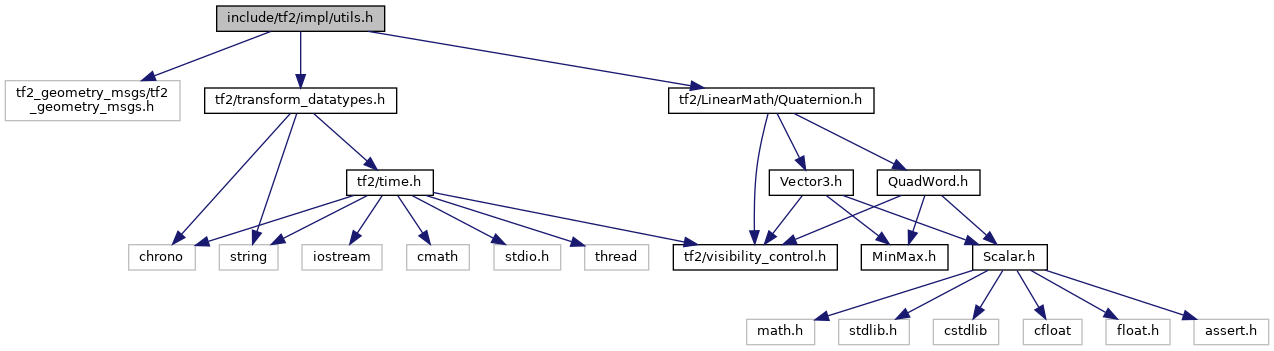 include/tf2/impl/utils.h
tf2_geometry_msgs/tf2
_geometry_msgs.h
tf2/transform_datatypes.h
tf2/LinearMath/Quaternion.h
tf2/time.h
Vector3.h
QuadWord.h
chrono
string
iostream
cmath
stdio.h
thread
tf2/visibility_control.h
MinMax.h
Scalar.h
math.h
stdlib.h
cstdlib
cfloat
float.h
assert.h